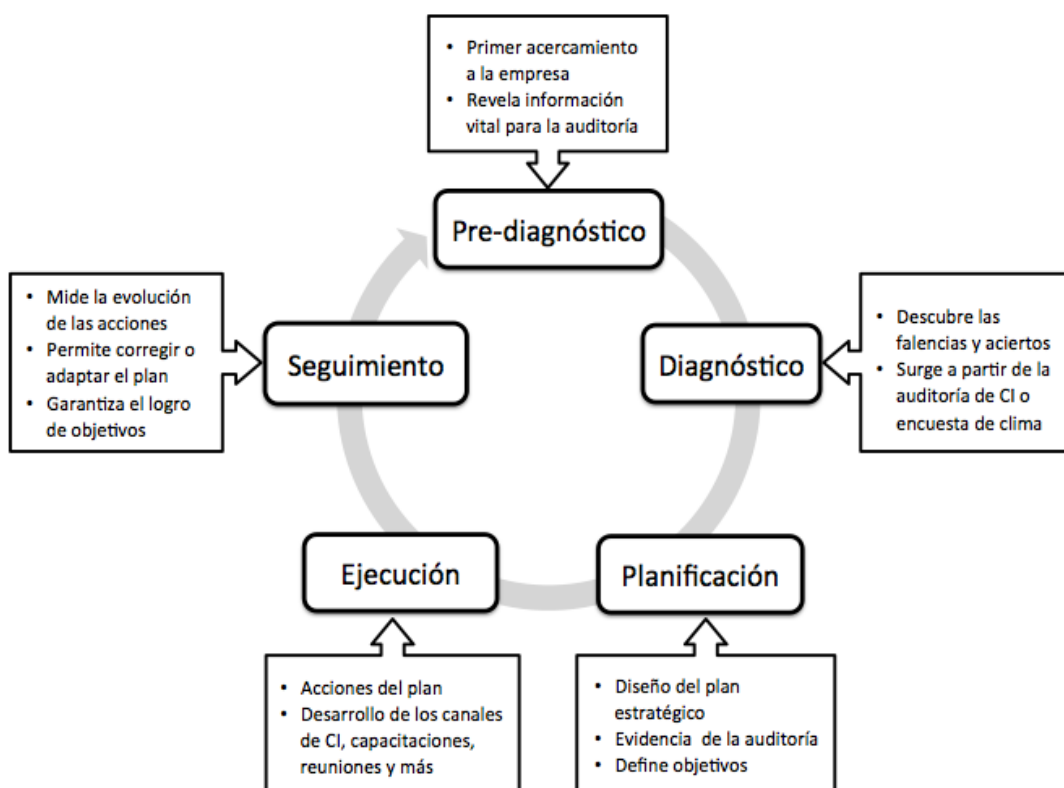 • Primer acercamiento
a la empresa
• Revela información
vital para la auditoría
Pre-diagnóstico
• Mide la evolución
de las acciones
• Permite corregir o
adaptar el plan
• Garantiza el logro
de objetivos
Seguimiento
Diagnóstico
• Descubre las
falencias y aciertos
• Surge a partir de la
auditoría de CI o
encuesta de clima
Ejecución
Planificación
• Acciones del plan
• Desarrollo de los canales
de CI, capacitaciones,
reuniones y más
• Diseño del plan
estratégico
• Evidencia de la auditoría
• Define objetivos